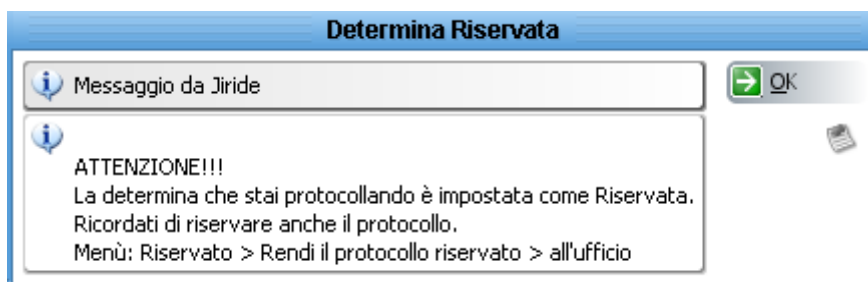 Determina Riservata
Messaggio da Jiride
OK
ATTENZIONE!!!
La determina che stai protocollando è impostata come Riservata.
Ricordati di riservare anche il protocollo.
Menù: Riservato > Rendi il protocollo riservato > all'ufficio